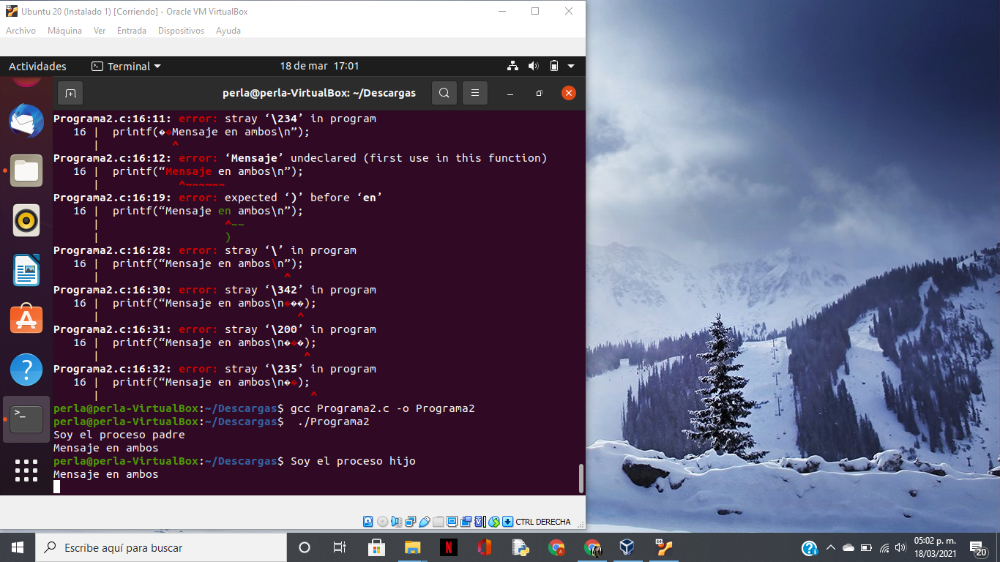 Ubuntu 20 (Instalado 1) [Corriendo] - Oracle VM VirtualBox
Archivo Máquina Ver Entrada Dispositivos Ayuda
Actividades Terminal 18 de mar 17:01
perla@perla-VirtualBox: ~/Descargas
Programa2.c:16:11: error: stray ‘\234’ in program
   16 |  printf(��Mensaje en ambos\n”);
      |           ^
Programa2.c:16:12: error: ‘Mensaje’ undeclared (first use in this function)
   16 |  printf(“Mensaje en ambos\n”);
      |            ^~~~~~~
Programa2.c:16:19: error: expected ‘)’ before ‘en’
   16 |  printf(“Mensaje en ambos\n”);
      |                   ^~~
      |                   )
Programa2.c:16:28: error: stray ‘\’ in program
   16 |  printf(“Mensaje en ambos\n”);
      |                            ^
Programa2.c:16:30: error: stray ‘\342’ in program
   16 |  printf(“Mensaje en ambos\n���);
      |                              ^
Programa2.c:16:31: error: stray ‘\200’ in program
   16 |  printf(“Mensaje en ambos\n���);
      |                               ^
Programa2.c:16:32: error: stray ‘\235’ in program
   16 |  printf(“Mensaje en ambos\n��);
      |                                ^
perla@perla-VirtualBox:~/Descargas$ gcc Programa2.c -o Programa2
perla@perla-VirtualBox:~/Descargas$  ./Programa2
Soy el proceso padre
Mensaje en ambos
perla@perla-VirtualBox:~/Descargas$ Soy el proceso hijo
Mensaje en ambos
CTRL DERECHA
Escribe aquí para buscar
05:02 p. m.
18/03/2021
20